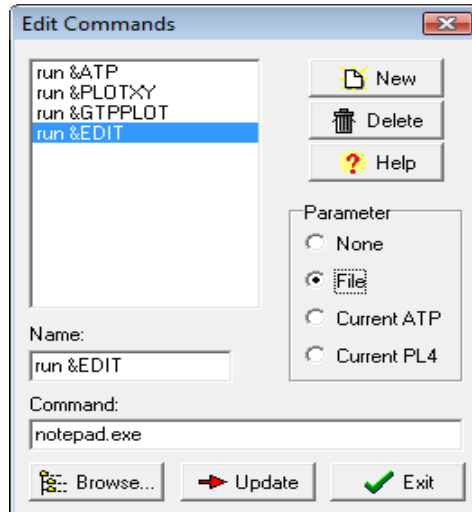 Edit Commands
run &ATP
run &PLOTXY
run &GTPPLOT
run &EDIT
New
Delete
Help
Parameter
None
File
Current ATP
Current PL4
Name:
run &EDIT
Command:
notepad.exe
Browse...
Update
Exit